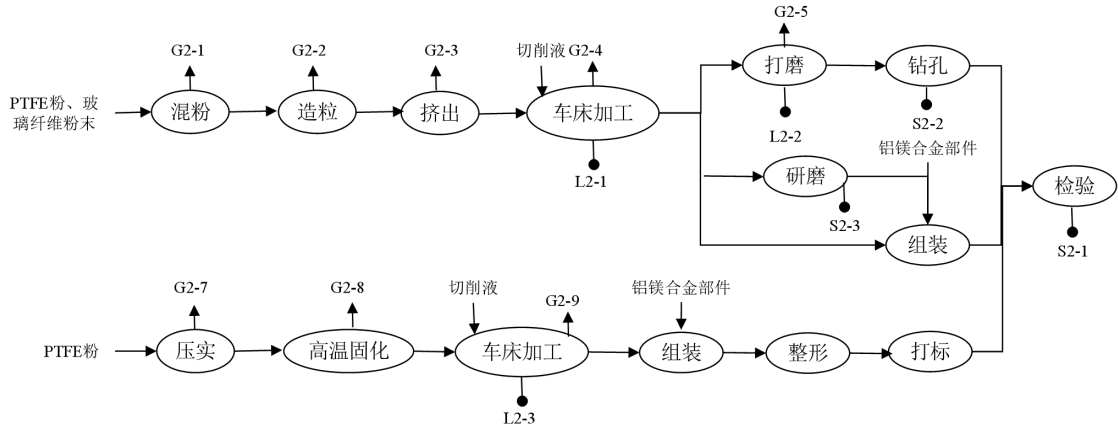 G2-5
G2-1
G2-2
G2-3
切削液
G2-4
打磨
钻孔
PTFE粉、玻
璃纤维粉末
混粉
造粒
挤出
车床加工
L2-2
S2-2
铝镁合金部件
L2-1
研磨
检验
S2-3
组装
S2-1
G2-7
G2-8
切削液
G2-9
铝镁合金部件
PTFE粉
压实
高温固化
车床加工
组装
整形
打标
L2-3